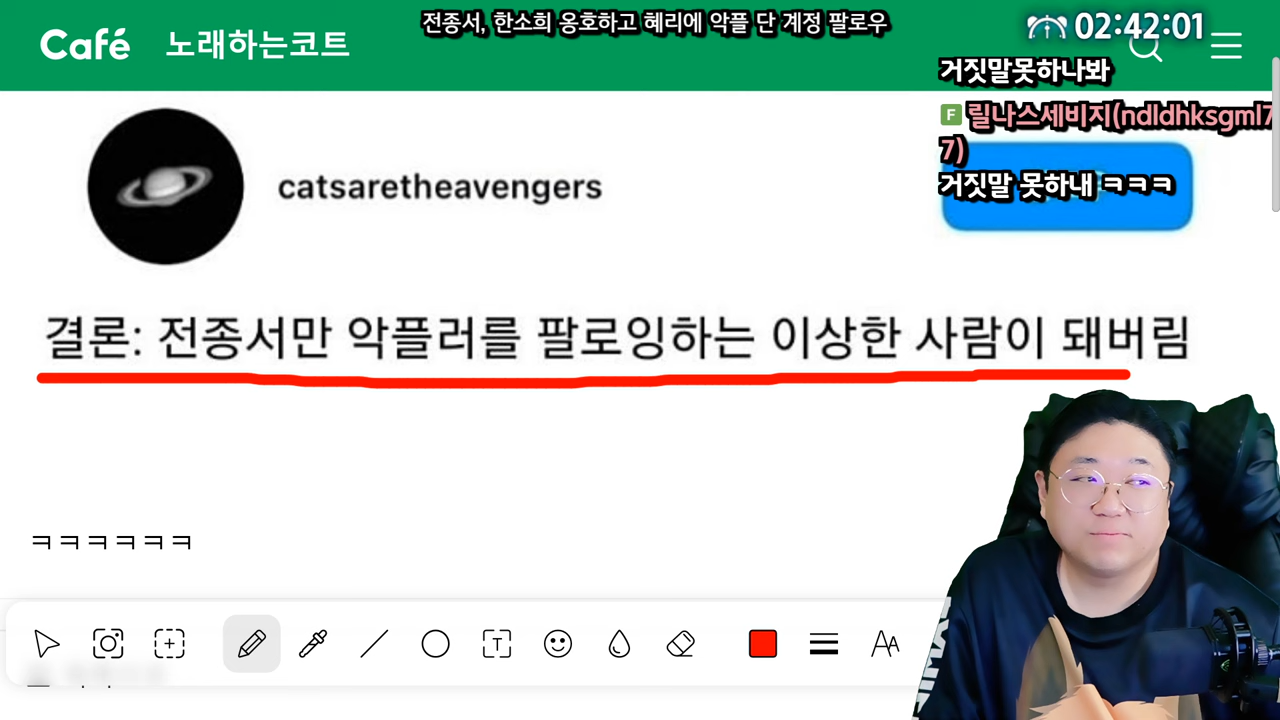 전종서, 한소희 옹호하고 혜리에 악플 단 계정 팔로우
02:42:01
Café 노래하는코트
거짓말못하나봐
F 릴나스세비지(ndldhksgml7
7)
거짓말 못하내 ㅋㅋㅋ
catsaretheavengers
결론: 전종서만 악플러를 팔로잉하는 이상한 사람이 돼버림
ㅋㅋㅋㅋㅋㅋ
T
AA